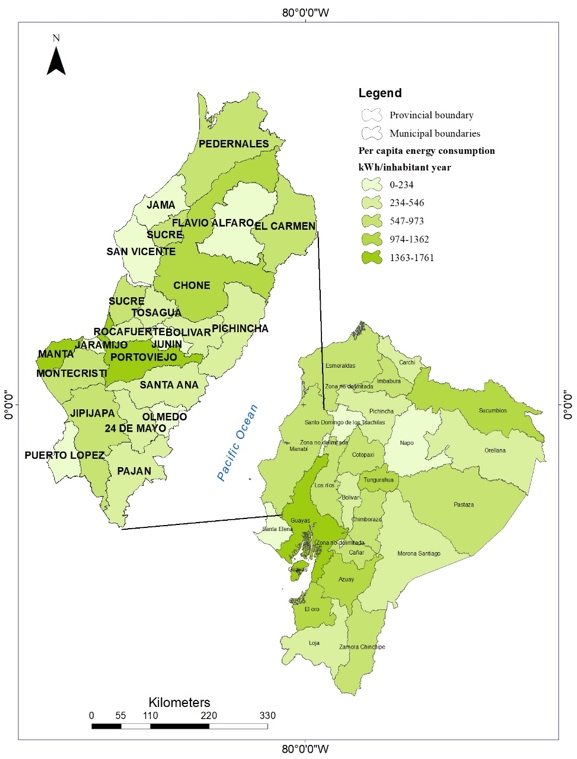 80°0'0"W
N
Legend
Provincial boundary
Municipal boundaries
Per capita energy consumption
kWh/inhabitant year
0-234
234-546
547-973
974-1362
1363-1761
PEDERNALES
JAMA
FLAVIO ALFARO
EL CARMEN
SUCRE
SAN VICENTE
CHONE
SUCRE
TOSAGUA
ROCAFUERTE
BOLIVAR
PICHINCHA
JARAMIJO
JUNIN
MANTA
PORTOVIEJO
MONTECRISTI
SANTA ANA
JIPIJAPA
OLMEDO
24 DE MAYO
PUERTO LOPEZ
PAJAN
0°0'0"
0°0'0"
Pacific Ocean
Esmeraldas
Carchi
Imbabura
Zona no delimitada
Sucumbios
Pichincha
Santo Domingo de los Tsachilas
Napo
Zona no delimitada
Manabi
Orellana
Cotopaxi
Tungurahua
Los rios
Bolivar
Pastaza
Guayas
Chimborazo
Santa Elena
Zona no delimitada
Cañar
Morona Santiago
Guayas
Azuay
El oro
Loja
Zamora Chinchipe
Kilometers
0 55 110 220 330
80°0'0"W